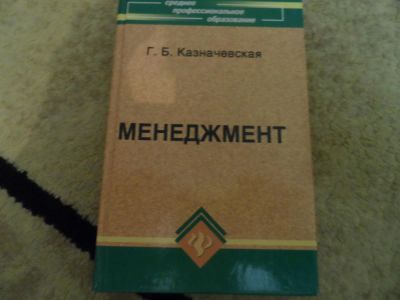 среднее
профессиональное
образование
Г. Б. Казначевская
МЕНЕДЖМЕНТ